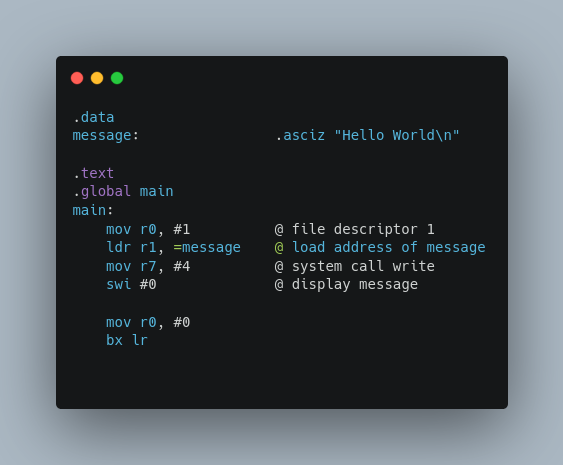 .data
message:                .asciz "Hello World\n"
.text
.global main
main:
    mov r0, #1          @ file descriptor 1
    ldr r1, =message    @ load address of message
    mov r7, #4          @ system call write
    swi #0              @ display message
    mov r0, #0
    bx lr